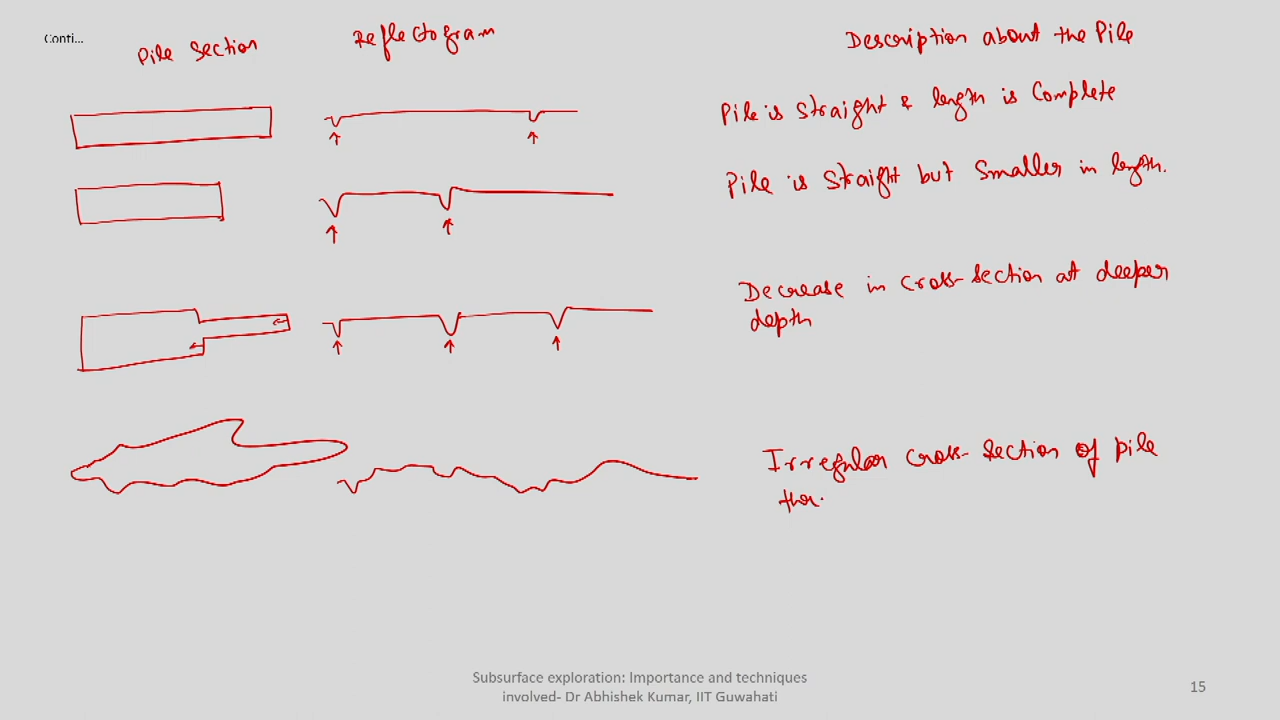 Conti...
Pile Section
Reflectogram
Description about the Pile
Pile is straight & length is Complete
Pile is straight but smaller in length.
Decrease in cross-section at deeper
depth
Irregular cross-section of pile
Subsurface exploration: Importance and techniques
involved- Dr Abhishek Kumar, IIT Guwahati
15